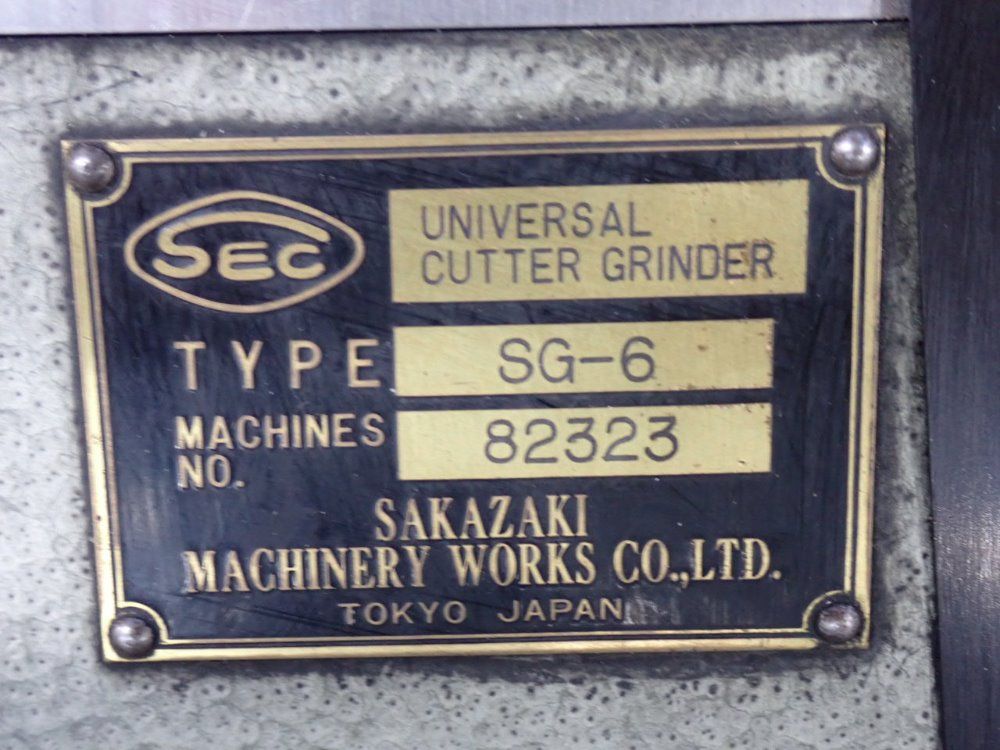 SEC
UNIVERSAL
CUTTER GRINDER
TYPE SG-6
MACHINES
NO. 82323
SAKAZAKI
MACHINERY WORKS CO.,LTD.
TOKYO JAPAN